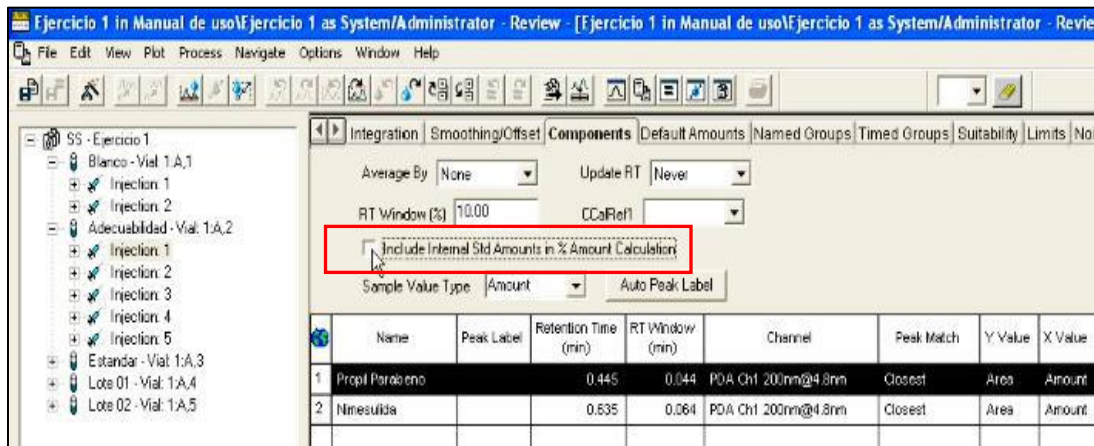 Ejercicio 1 in Manual de uso\Ejercicio 1 as System/Administrator - Review - [Ejercicio 1 in Manual de uso\Ejercicio 1 as System/Administrator - Revie
File Edit View Plot Process Navigate Options Window Help
SS - Ejercicio 1
Blanco - Vial: 1:A,1
Injection: 1
Injection: 2
Adecuabilidad - Vial: 1:A,2
Injection: 1
Injection: 2
Injection: 3
Injection: 4
Injection: 5
Estandar - Vial: 1:A,3
Lote 01 - Vial: 1:A,4
Lote 02 - Vial: 1:A,5
Integration Smoothing/Offset Components Default Amounts Named Groups Timed Groups Suitability Limits No
Average By None Update RT Never
RT Window (%) 10.00 CCalRef1
Include Internal Std Amounts in % Amount Calculation
Sample Value Type Amount Auto Peak Label
Name Peak Label Retention Time (min) RT Window (min) Channel Peak Match Y Value X Value
1 Propil Parabeno 0.445 0.044 PDA Ch1 200nm@4.8nm Closest Area Amount
2 Nimesulida 0.635 0.064 PDA Ch1 200nm@4.8nm Closest Area Amount